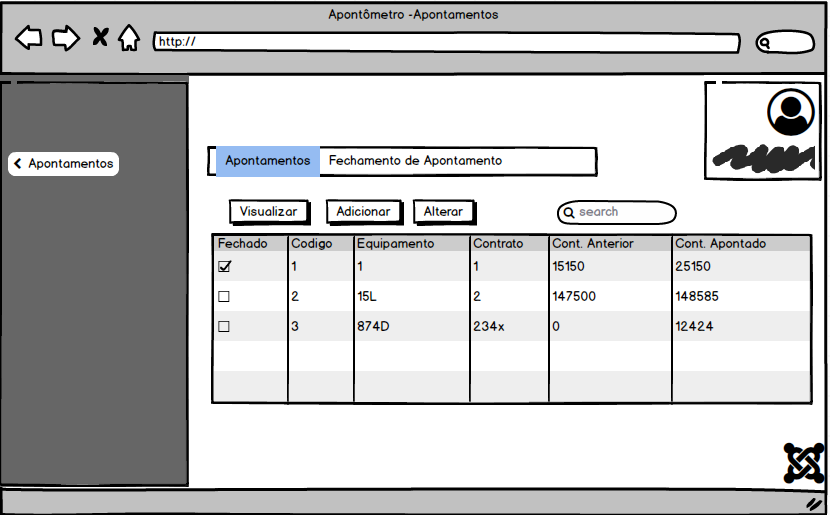 Apontômetro -Apontamentos
http://
Apontamentos
Apontamentos Fechamento de Apontamento
Visualizar Adicionar Alterar search
Fechado Codigo Equipamento Contrato Cont. Anterior Cont. Apontado
1 1 1 15150 25150
2 15L 2 147500 148585
3 874D 234x 0 12424